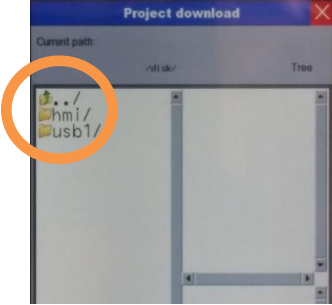 Project download
Current path:
/disk/
Tree
../
hmi/
usb1/